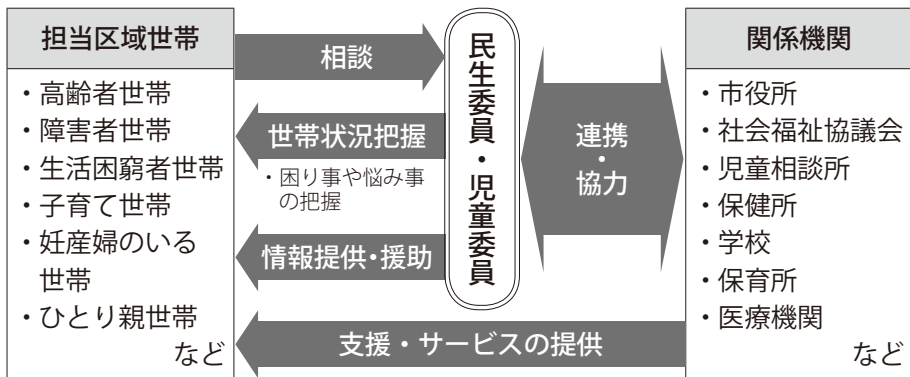 担当区域世帯
・高齢者世帯
・障害者世帯
・生活困窮者世帯
・子育て世帯
・妊産婦のいる
世帯
・ひとり親世帯
など
相談
世帯状況把握
・困り事や悩み事
の把握
情報提供・援助
民生委員・児童委員
連携
・
協力
関係機関
・市役所
・社会福祉協議会
・児童相談所
・保健所
・学校
・保育所
・医療機関
など
支援・サービスの提供